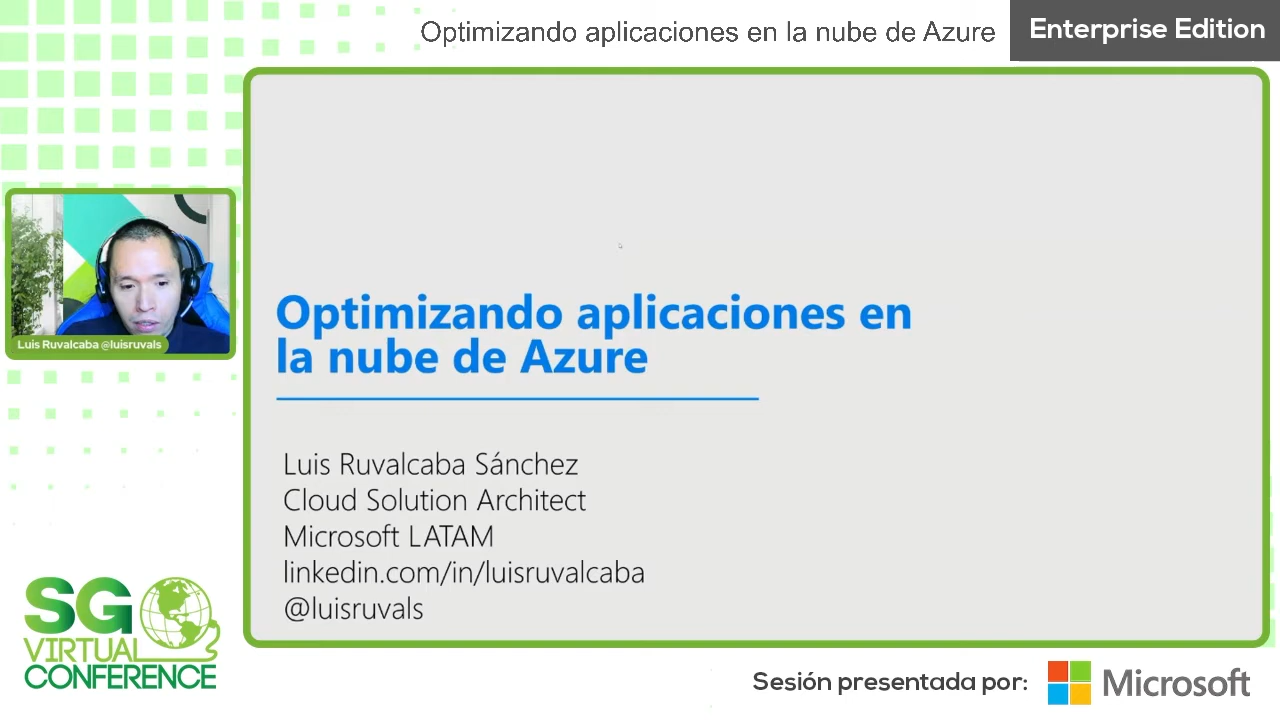 Optimizando aplicaciones en la nube de Azure
Enterprise Edition
Luis Ruvalcaba @luisruvals
Optimizando aplicaciones en
la nube de Azure
Luis Ruvalcaba Sánchez
Cloud Solution Architect
Microsoft LATAM
linkedin.com/in/luisruvalcaba
@luisruvals
SG
VIRTUAL
CONFERENCE
Sesión presentada por:
Microsoft